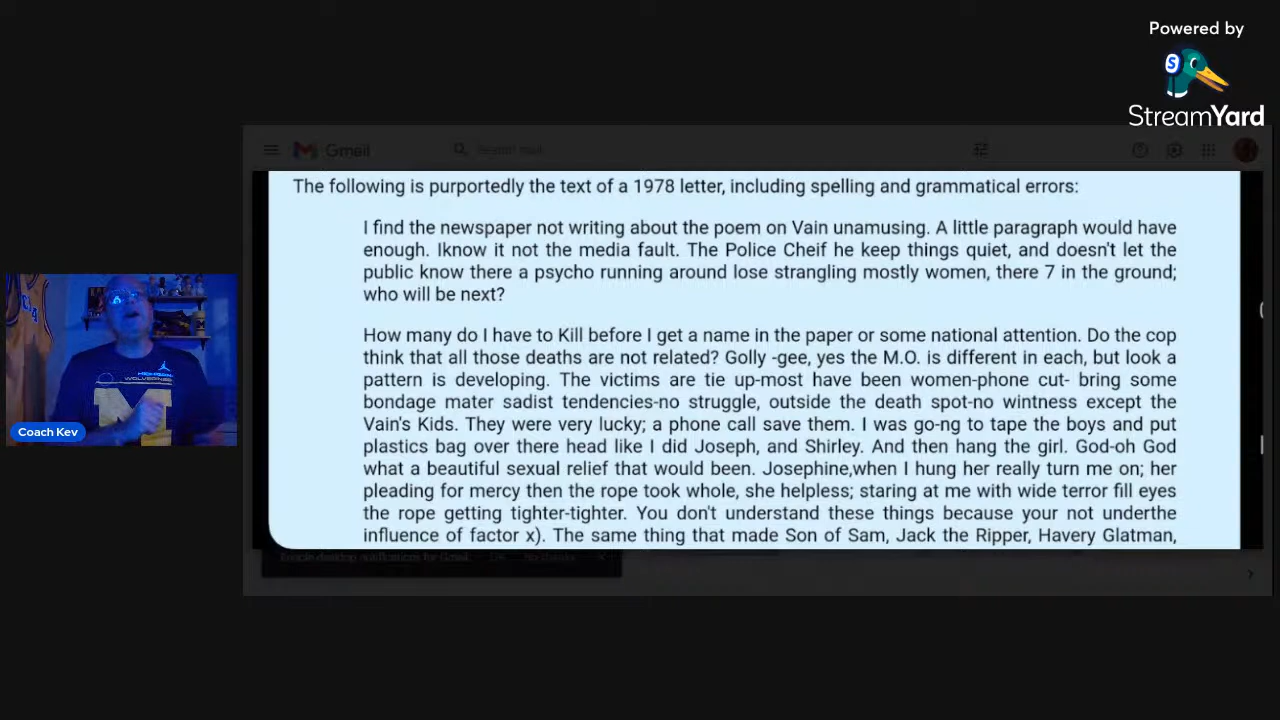 Powered by
StreamYard
Gmail
Search mail
The following is purportedly the text of a 1978 letter, including spelling and grammatical errors:
I find the newspaper not writing about the poem on Vain unamusing. A little paragraph would have
enough. Iknow it not the media fault. The Police Cheif he keep things quiet, and doesn't let the
public know there a psycho running around lose strangling mostly women, there 7 in the ground;
who will be next?
How many do I have to Kill before I get a name in the paper or some national attention. Do the cop
think that all those deaths are not related? Golly -gee, yes the M.O. is different in each, but look a
pattern is developing. The victims are tie up-most have been women-phone cut- bring some
bondage mater sadist tendencies-no struggle, outside the death spot-no wintness except the
Vain's Kids. They were very lucky; a phone call save them. I was go-ng to tape the boys and put
plastics bag over there head like I did Joseph, and Shirley. And then hang the girl. God-oh God
what a beautiful sexual relief that would been. Josephine,when I hung her really turn me on; her
pleading for mercy then the rope took whole, she helpless; staring at me with wide terror fill eyes
the rope getting tighter-tighter. You don't understand these things because your not underthe
influence of factor x). The same thing that made Son of Sam, Jack the Ripper, Havery Glatman,
Coach Kev
WOLVERINES